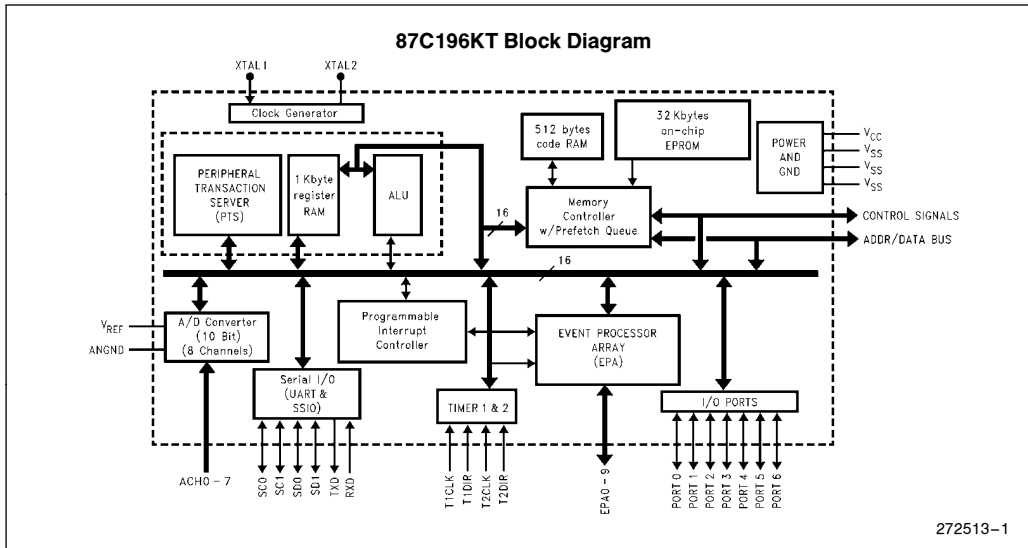 87C196KT Block Diagram
XTAL1
XTAL2
Clock Generator
PERIPHERAL
TRANSACTION
SERVER
(PTS)
1 Kbyte
register
RAM
ALU
512 bytes
code RAM
32 Kbytes
on-chip
EPROM
POWER
AND
GND
VCC
VSS
VSS
VSS
16
Memory
Controller
w/Prefetch Queue
CONTROL SIGNALS
ADDR/DATA BUS
16
VREF
ANGND
A/D Converter
(10 Bit)
(8 Channels)
Programmable
Interrupt
Controller
EVENT PROCESSOR
ARRAY
(EPA)
Serial I/O
(UART &
SSIO)
TIMER 1 & 2
I/O PORTS
ACH0-7
SC0
SC1
SD0
SD1
TXD
RXD
T1CLK
T1DIR
T2CLK
T2DIR
EPA0-9
PORT 0
PORT 1
PORT 2
PORT 3
PORT 4
PORT 5
PORT 6
272513-1